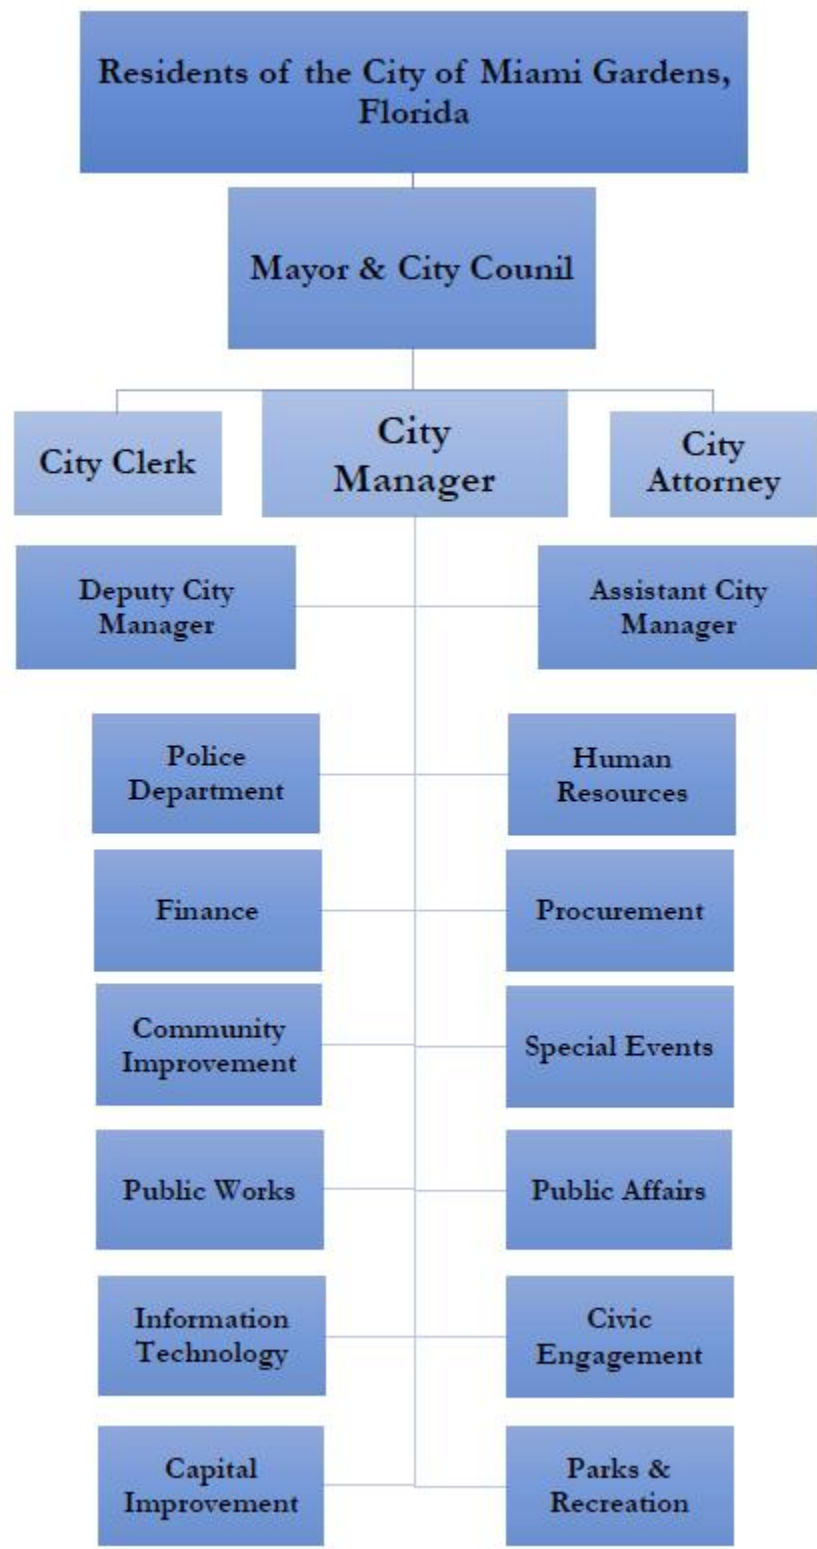 Residents of the City of Miami Gardens,
Florida
Mayor & City Counil
City Clerk
City
Manager
City
Attorney
Deputy City
Manager
Assistant City
Manager
Police
Department
Human
Resources
Finance
Procurement
Community
Improvement
Special Events
Public Works
Public Affairs
Information
Technology
Civic
Engagement
Capital
Improvement
Parks &
Recreation